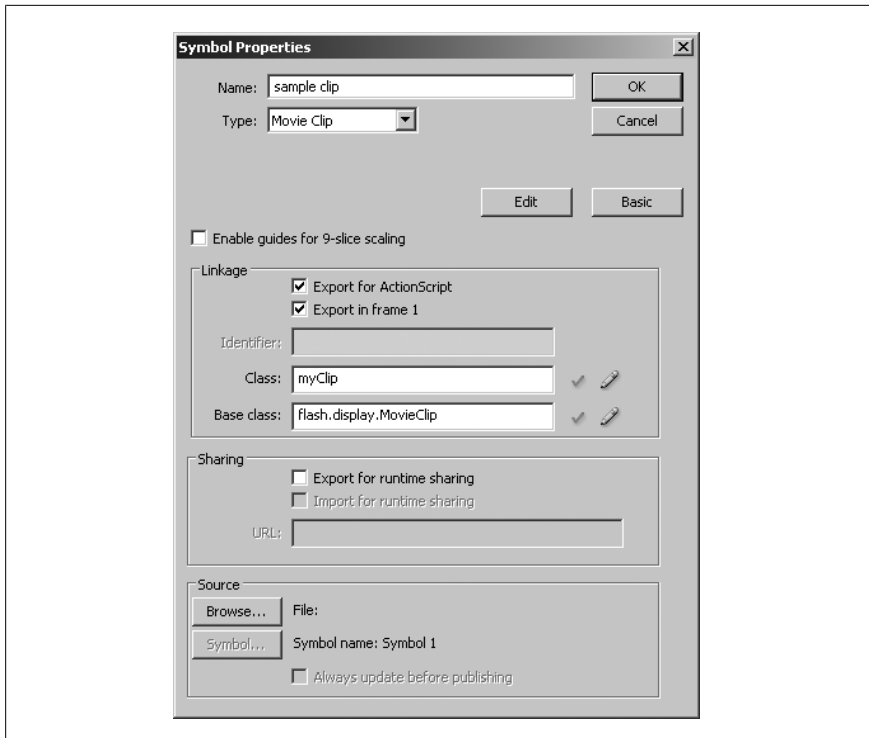 Symbol Properties
Name: sample clip
OK
Type: Movie Clip
Cancel
Edit
Basic
Enable guides for 9-slice scaling
Linkage
Export for ActionScript
Export in frame 1
Identifier:
Class: myClip
Base class: flash.display.MovieClip
Sharing
Export for runtime sharing
Import for runtime sharing
URL:
Source
Browse... File:
Symbol... Symbol name: Symbol 1
Always update before publishing